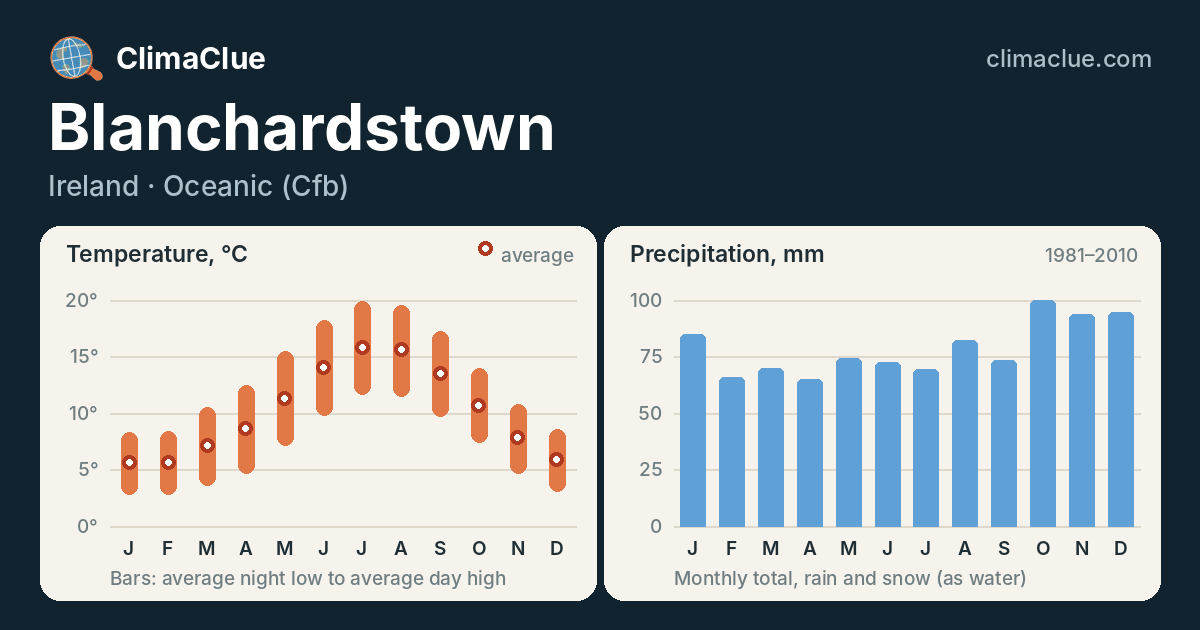 ClimaClue
climaclue.com
Blanchardstown
Ireland · Oceanic (Cfb)
Temperature, °C
average
20°
15°
10°
5°
0°
J F M A M J J A S O N D
Bars: average night low to average day high
Precipitation, mm
1981–2010
100
75
50
25
0
J F M A M J J A S O N D
Monthly total, rain and snow (as water)